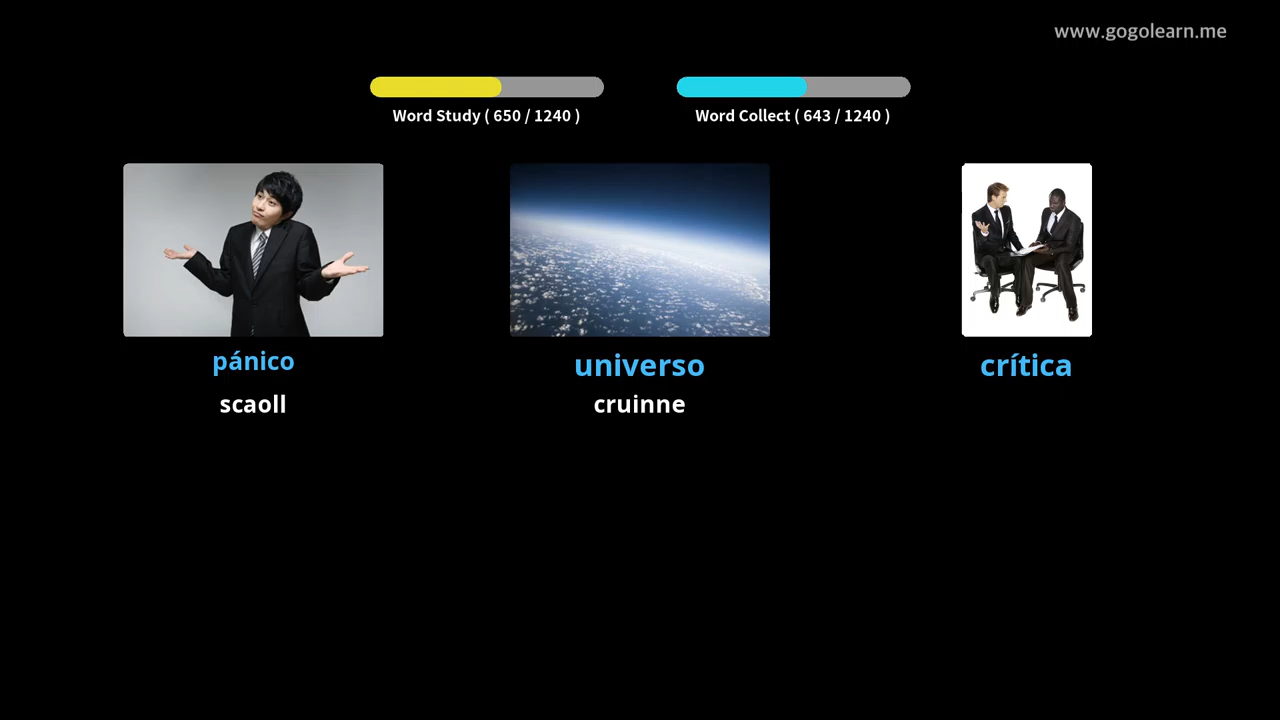 www.gogolearn.me
Word Study ( 650 / 1240 )
Word Collect ( 643 / 1240 )
pánico
universo
crítica
scaoll
cruinne